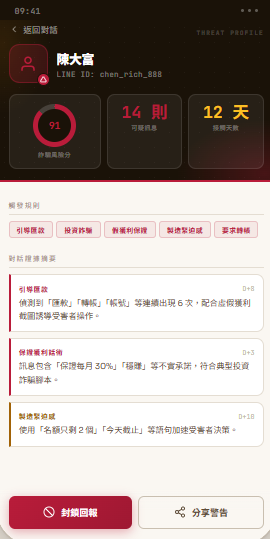 09:41
返回對話
THREAT PROFILE
陳大富
LINE ID: chen_rich_888
91
詐騙風險分
14 則
可疑訊息
12 天
接觸天數
觸發規則
引導匯款
投資詐騙
假獲利保證
製造緊迫感
要求轉帳
對話證據摘要
引導匯款
D+8
偵測到「匯款」「轉帳」「帳號」等連續出現 6 次，配合虛假獲利
截圖誘導受害者操作。
保證獲利話術
D+3
訊息包含「保證每月 30%」「穩賺」等不實承諾，符合典型投資
詐騙腳本。
製造緊迫感
D+10
使用「名額只剩 2 個」「今天截止」等語句加速受害者決策。
封鎖回報
分享警告